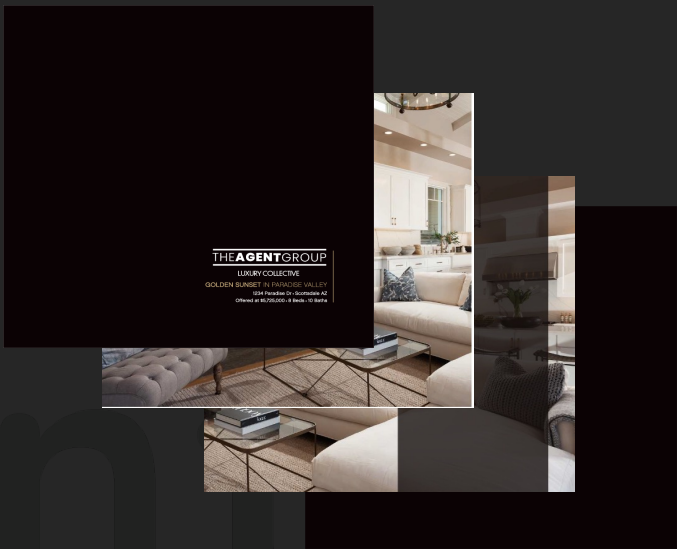 THEAGENTGROUP
LUXURY COLLECTIVE
GOLDEN SUNSET IN PARADISE VALLEY
1234 Paradise Dr · Scottsdale AZ
Offered at $5,725,000 · 8 Beds · 10 Baths